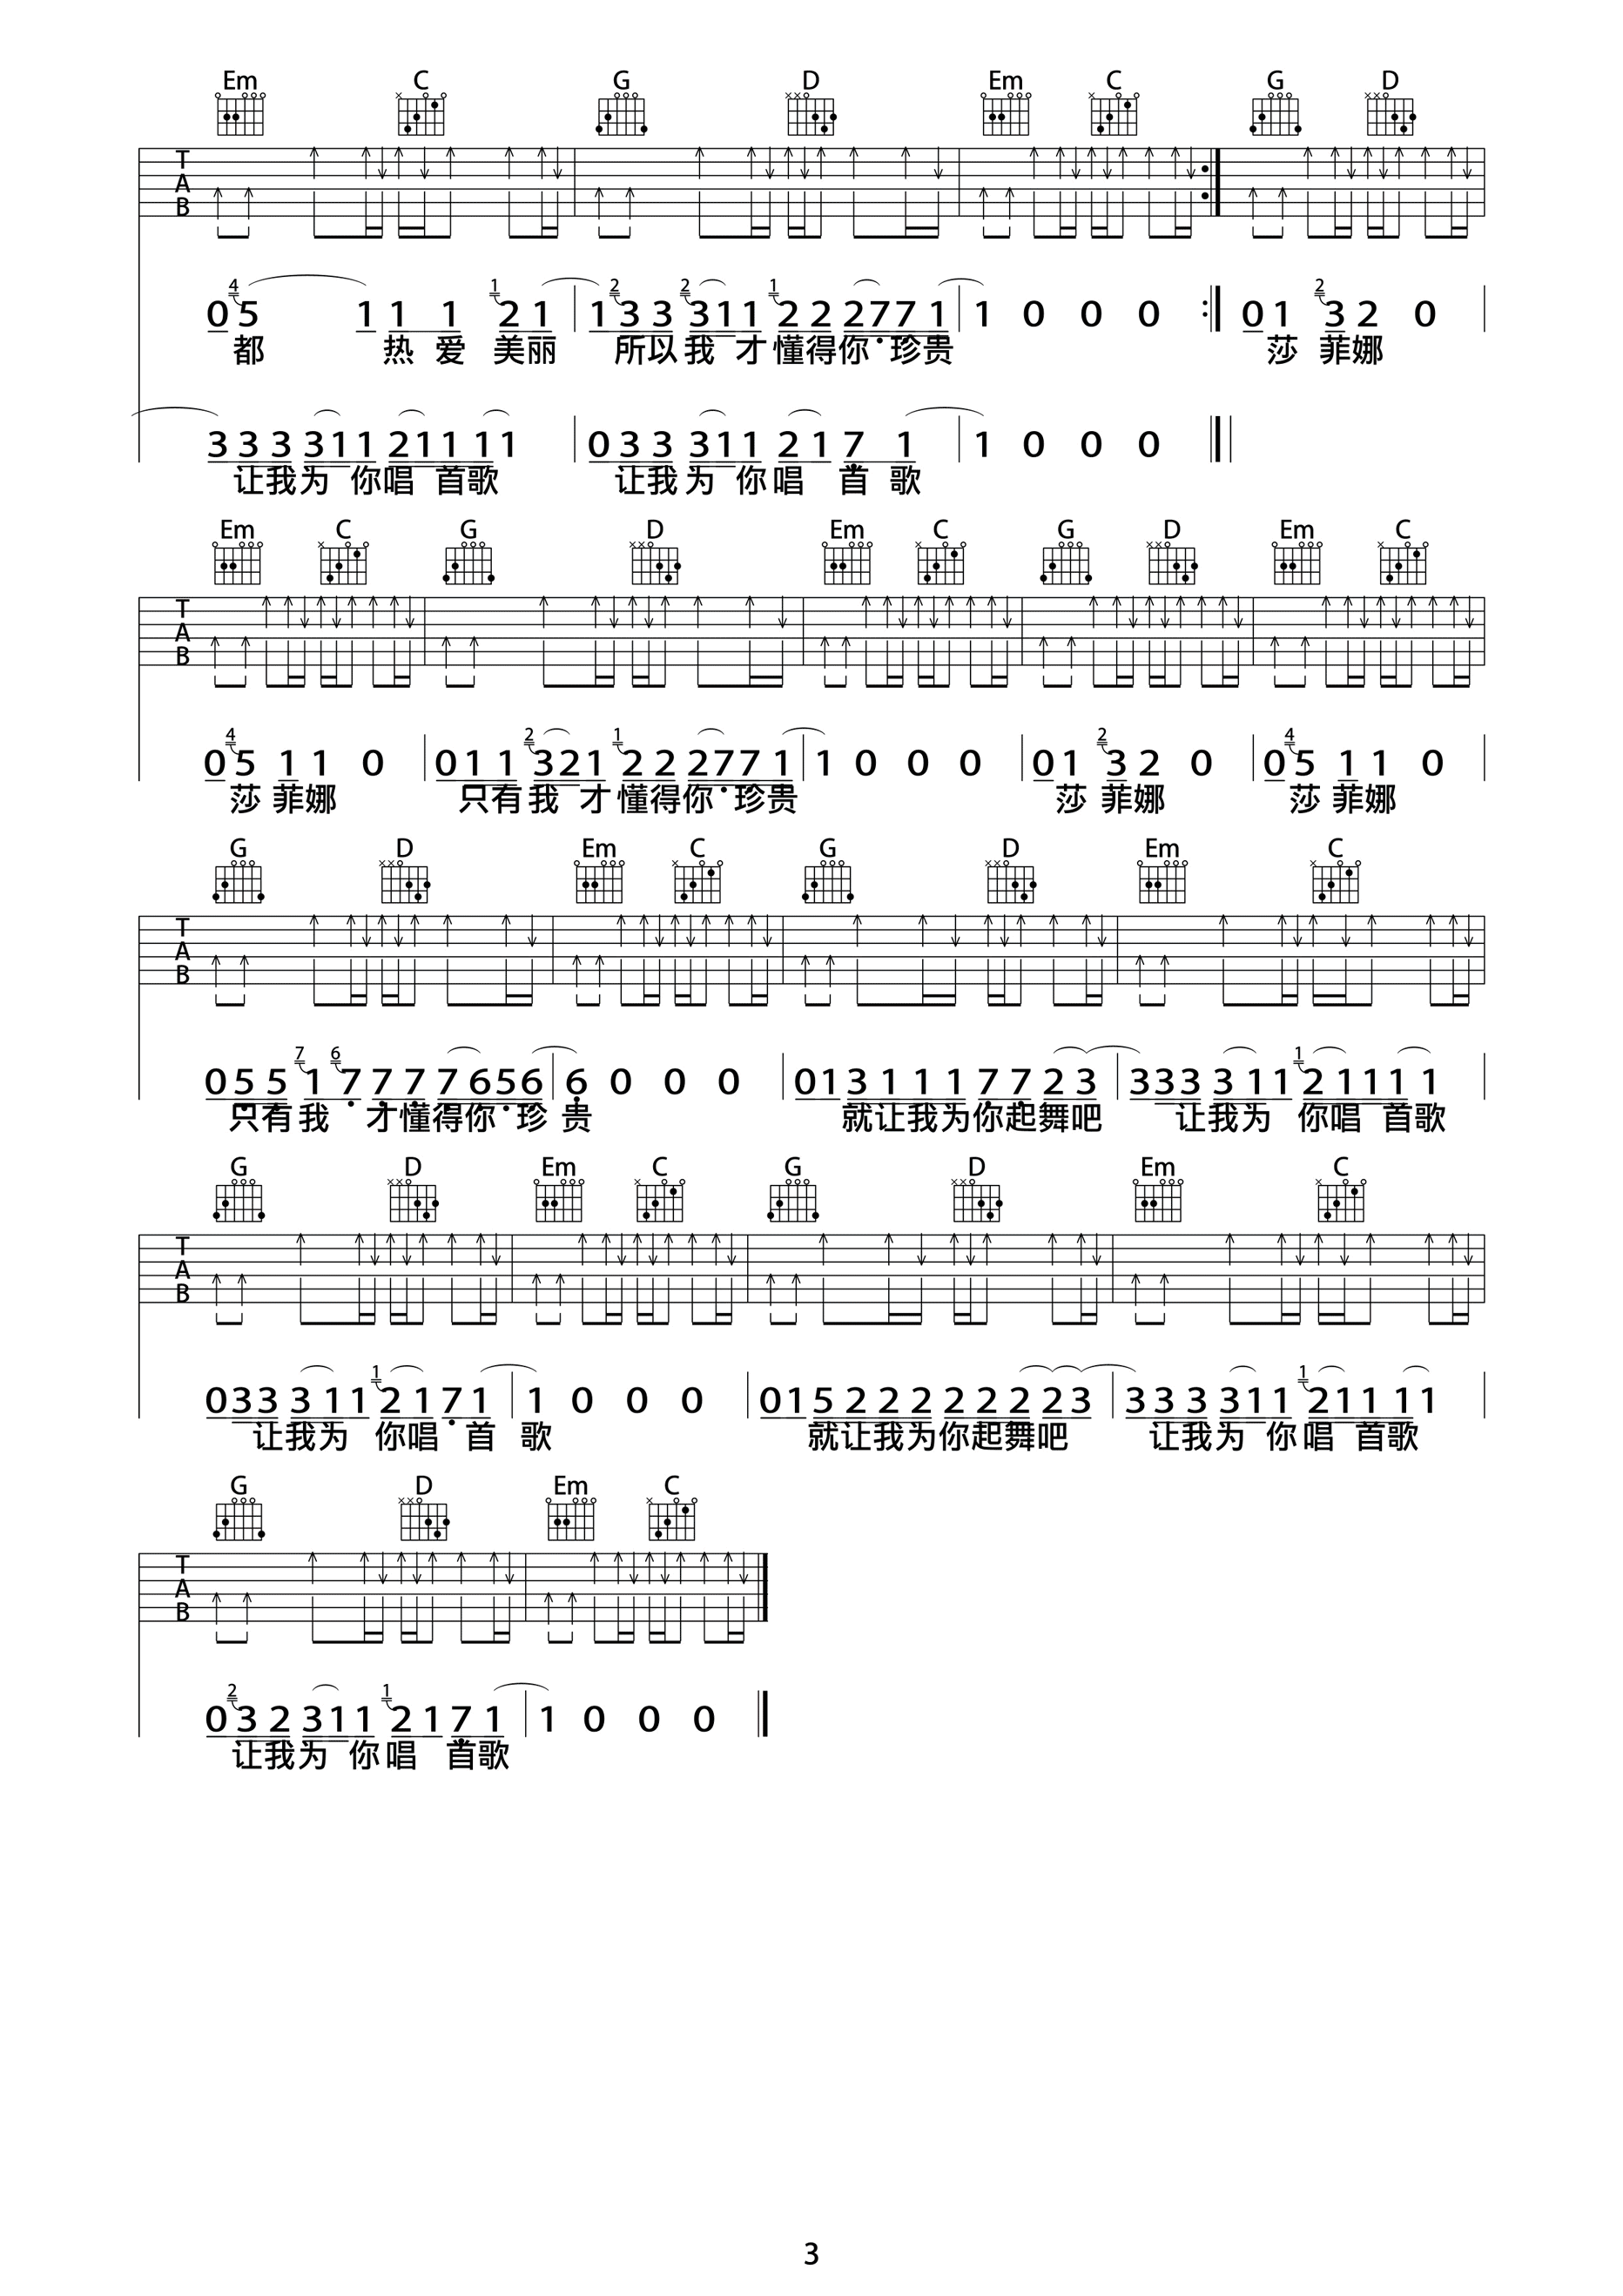 Em C G D Em C G D
T
A
B
4 1 2 2 1 2
0 5 1 1 1 2 1 1 3 3 3 1 1 2 2 2 7 7 1 1 0 0 0 0 1 3 2 0
都 热 爱 美丽 所以我 才懂得你 珍贵 莎 菲娜
3 3 3 3 1 1 2 1 1 1 1 0 3 3 3 1 1 2 1 7 1 1 0 0 0
让我为 你唱 首歌 让我为 你唱 首 歌
Em C G D Em C G D Em C
T
A
B
4 2 1 2 4
0 5 1 1 0 0 1 1 3 2 1 2 2 2 7 7 1 1 0 0 0 0 1 3 2 0 0 5 1 1 0
莎 菲娜 只有我 才懂得你 珍贵 莎 菲娜 莎 菲娜
G D Em C G D Em C
T
A
B
7 6 1
0 5 5 1 7 7 7 7 6 5 6 6 0 0 0 0 1 3 1 1 1 7 7 2 3 3 3 3 3 1 1 2 1 1 1 1
只有我 才懂得你 珍 贵 就让我为你起舞吧 让我为 你唱 首歌
G D Em C G D Em C
T
A
B
1 1
0 3 3 3 1 1 2 1 7 1 1 0 0 0 0 1 5 2 2 2 2 2 2 2 3 3 3 3 3 1 1 2 1 1 1 1
让我为 你唱 首 歌 就让我为你起舞吧 让我为 你唱 首歌
G D Em C
T
A
B
2 1
0 3 2 3 1 1 2 1 7 1 1 0 0 0
让我为 你唱 首歌
3